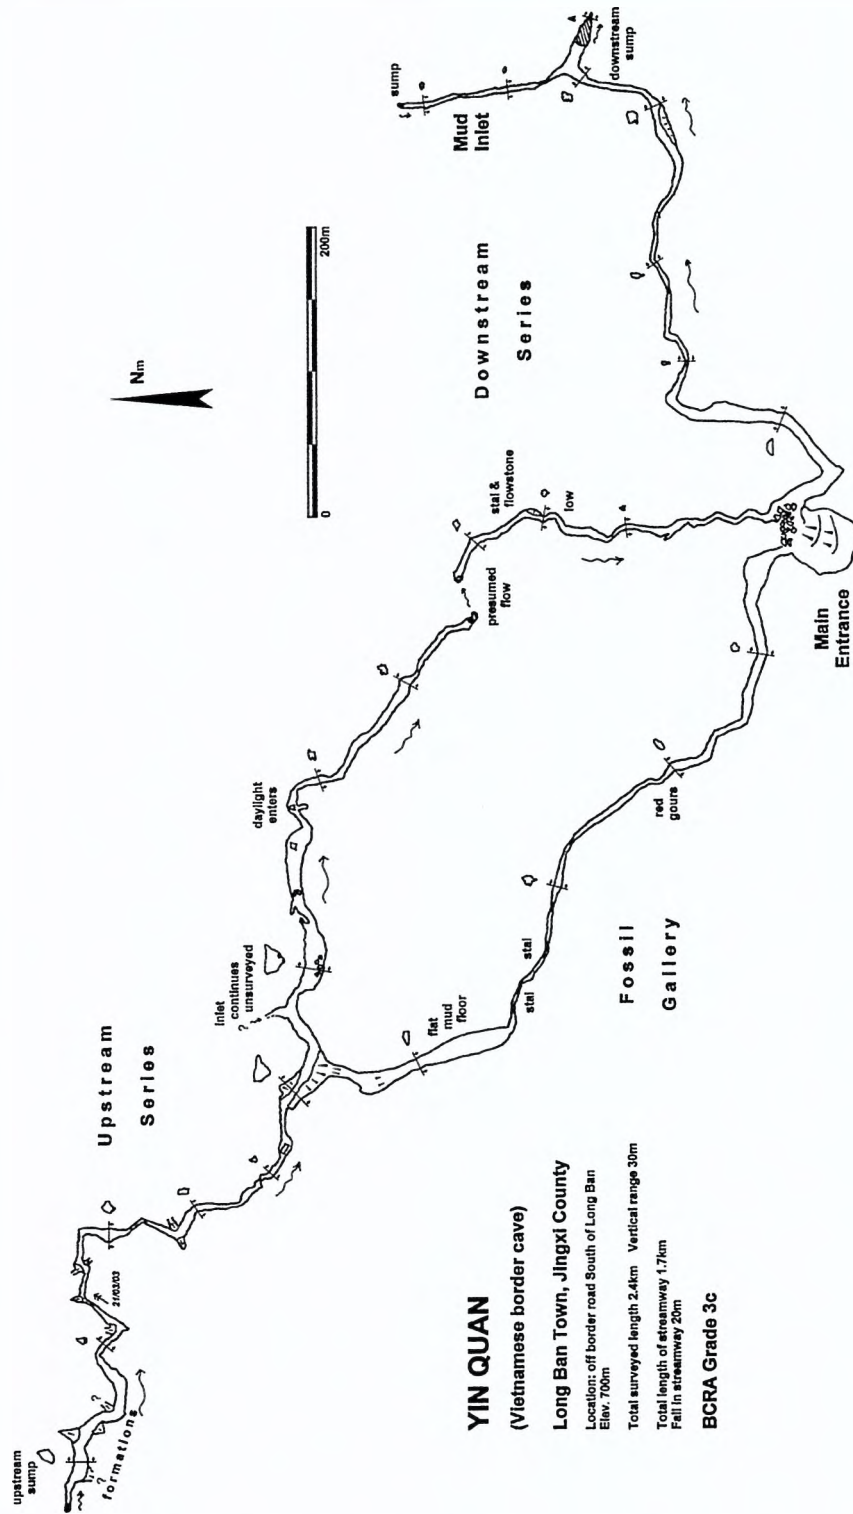 upstream
sump
?
formations
?
21/03/03
Upstream
Series
Inlet
continues
unsurveyed
?
daylight
enters
presumed
flow
stal &
flowstone
low
Nm
0
200m
Downstream
Series
sump
Mud
Inlet
downstream
sump
flat
mud
floor
stal
stal
red
gours
Fossil
Gallery
Main
Entrance
YIN QUAN
(Vietnamese border cave)
Long Ban Town, Jingxi County
Location: off border road South of Long Ban
Elev. 700m
Total surveyed length 2.4km Vertical range 30m
Total length of streamway 1.7km
Fall in streamway 20m
BCRA Grade 3c